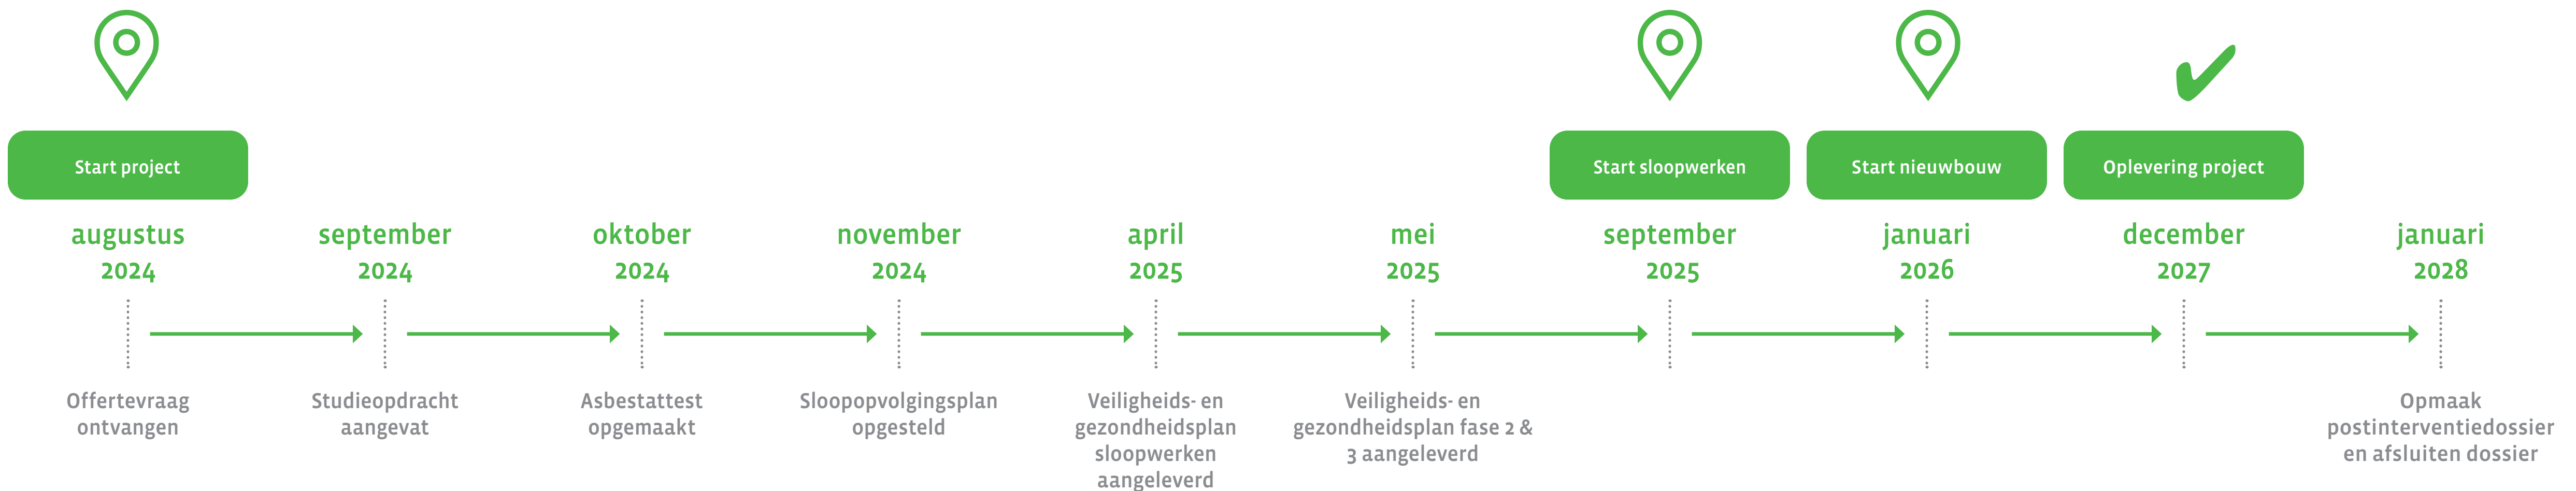 Start project
Start sloopwerken
Start nieuwbouw
Oplevering project
augustus
2024
september
2024
oktober
2024
november
2024
april
2025
mei
2025
september
2025
januari
2026
december
2027
januari
2028
Offertevraag
ontvangen
Studieopdracht
aangevat
Asbestattest
opgemaakt
Sloopopvolgingsplan
opgesteld
Veiligheids- en
gezondheidsplan
sloopwerken
aangeleverd
Veiligheids- en
gezondheidsplan fase 2 &
3 aangeleverd
Opmaak
postinterventiedossier
en afsluiten dossier